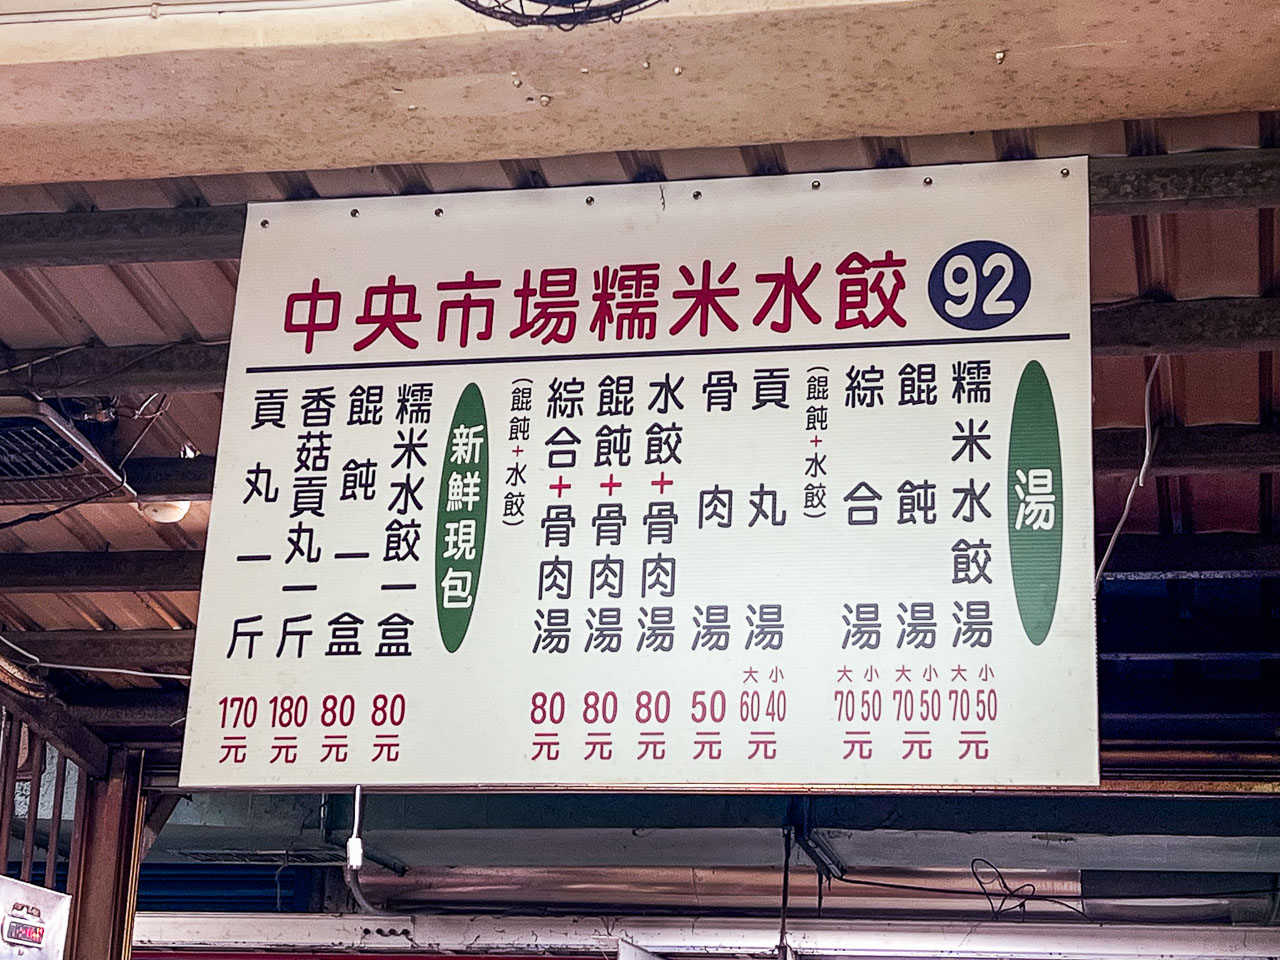 中央市場糯米水餃 92
湯
糯米水餃湯 大70 小50 元
餛飩湯 大70 小50 元
綜合湯 大70 小50 元
(餛飩+水餃)
貢丸湯 大60 小40 元
骨肉湯 50元
水餃+骨肉湯 80元
餛飩+骨肉湯 80元
綜合+骨肉湯 80元
(餛飩+水餃)
新鮮現包
糯米水餃一盒 80元
餛飩一盒 80元
香菇貢丸一斤 180元
貢丸一斤 170元